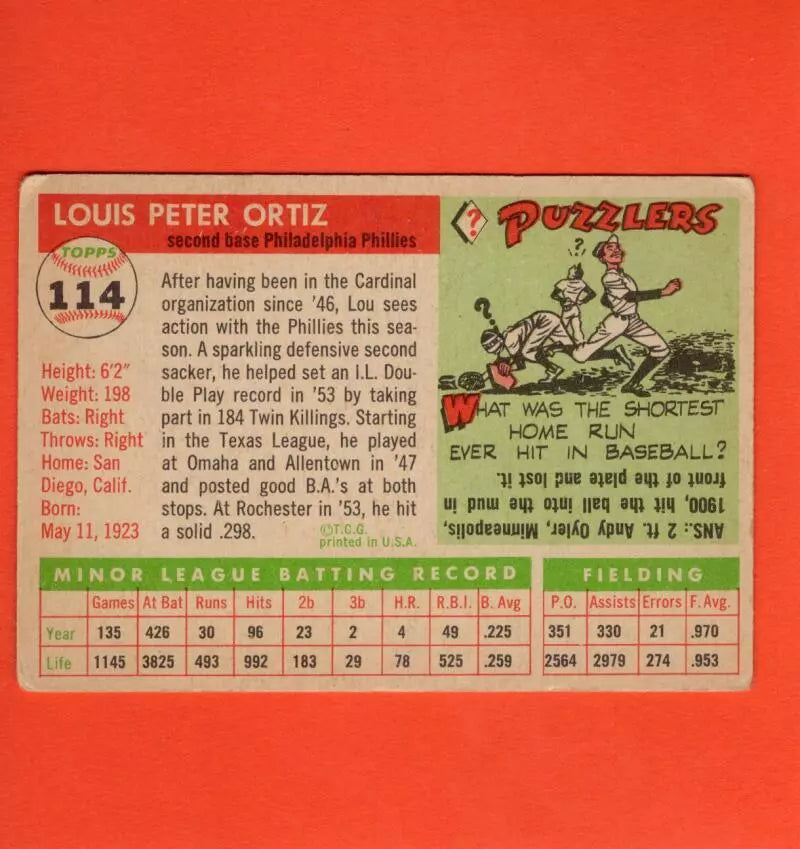 LOUIS PETER ORTIZ
second base Philadelphia Phillies
TOPPS
114
Height: 6'2"
Weight: 198
Bats: Right
Throws: Right
Home: San
Diego, Calif.
Born:
May 11, 1923
After having been in the Cardinal
organization since '46, Lou sees
action with the Phillies this sea-
son. A sparkling defensive second
sacker, he helped set an I.L. Dou-
ble Play record in '53 by taking
part in 184 Twin Killings. Starting
in the Texas League, he played
at Omaha and Allentown in '47
and posted good B.A.'s at both
stops. At Rochester in '53, he hit
a solid .298.
©T.C.G.
printed in U.S.A.
? PUZZLERS
?
?
WHAT WAS THE SHORTEST
HOME RUN
EVER HIT IN BASEBALL?
ANS.: 2 ft. Andy Oyler, Minneapolis,
1900, hit the ball into the mud in
front of the plate and lost it.
MINOR LEAGUE BATTING RECORD FIELDING
Games At Bat Runs Hits 2b 3b H.R. R.B.I. B. Avg P.O. Assists Errors F. Avg.
Year 135 426 30 96 23 2 4 49 .225 351 330 21 .970
Life 1145 3825 493 992 183 29 78 525 .259 2564 2979 274 .953